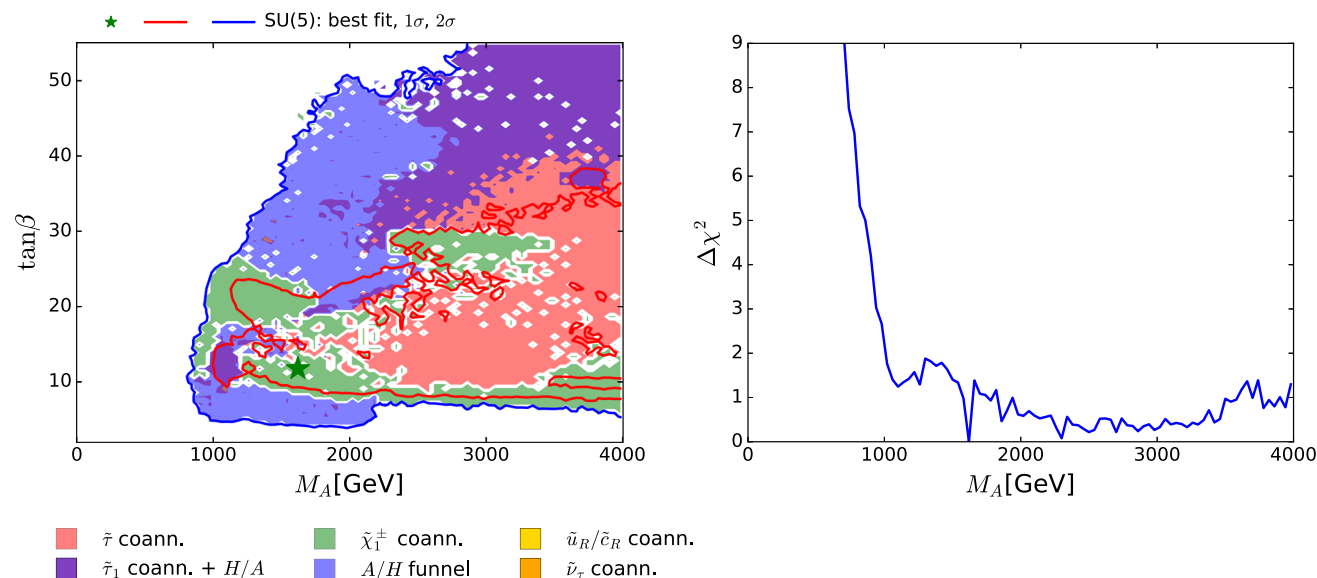 SU(5): best fit, 1σ, 2σ
tanβ
50
40
30
20
10
0
1000
2000
3000
4000
M_A[GeV]
Δχ²
9
8
7
6
5
4
3
2
1
0
0
1000
2000
3000
4000
M_A[GeV]
τ̃ coann.
χ̃₁± coann.
ũ_R/c̃_R coann.
τ̃₁ coann. + H/A
A/H funnel
ν̃_τ coann.